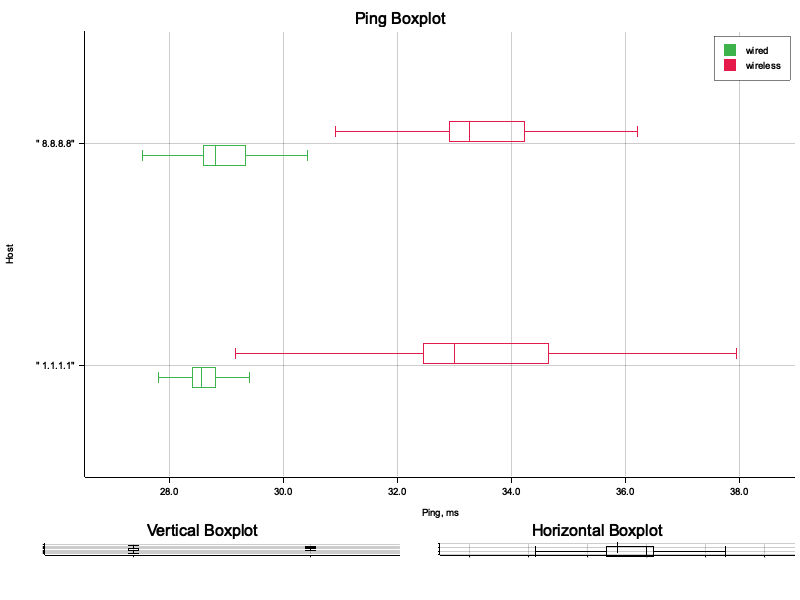 Ping Boxplot
wired
wireless
" 8.8.8.8"
Host
" 1.1.1.1"
28.0 30.0 32.0 34.0 36.0 38.0
Ping, ms
Vertical Boxplot
Horizontal Boxplot